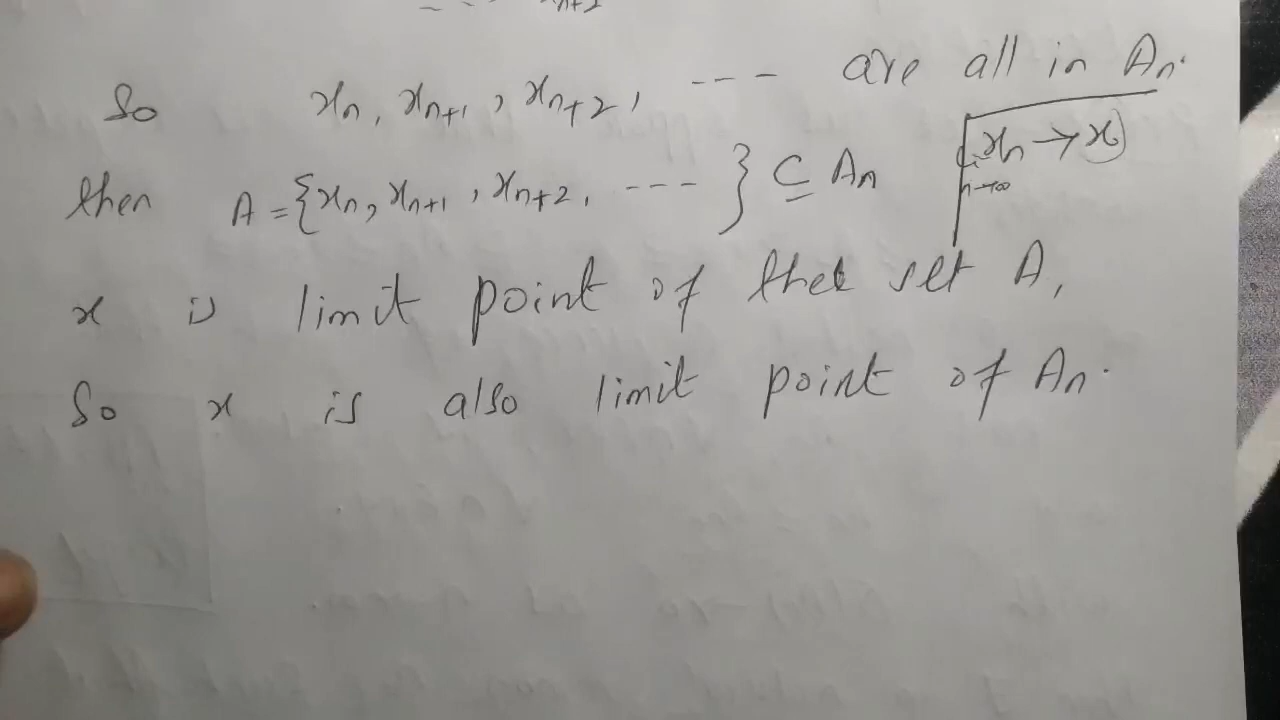 n+2
So xn, xn+1, xn+2, --- are all in An.
then A = {xn, xn+1, xn+2, --- } ⊆ An
xn → x
n→∞
x is limit point of the set A,
So x is also limit point of An.